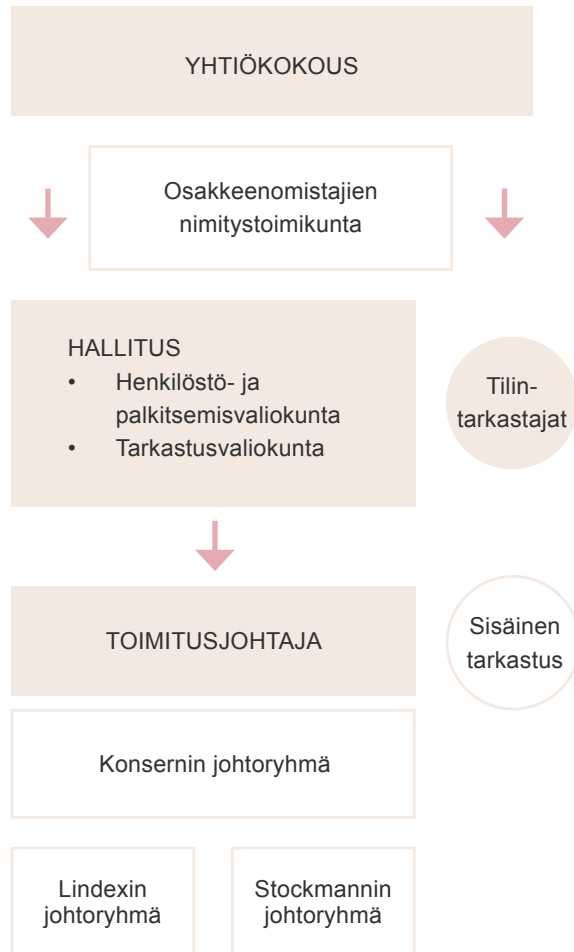 YHTIÖKOKOUS
Osakkeenomistajien
nimitystoimikunta
HALLITUS
• Henkilöstö- ja
palkitsemisvaliokunta
• Tarkastusvaliokunta
Tilin-
tarkastajat
TOIMITUSJOHTAJA
Sisäinen
tarkastus
Konsernin johtoryhmä
Lindexin
johtoryhmä
Stockmannin
johtoryhmä